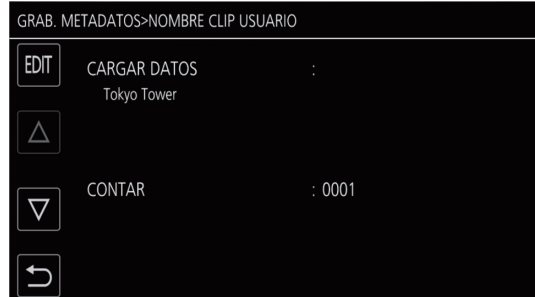 GRAB. METADATOS>NOMBRE CLIP USUARIO
EDIT
CARGAR DATOS :
Tokyo Tower
CONTAR : 0001